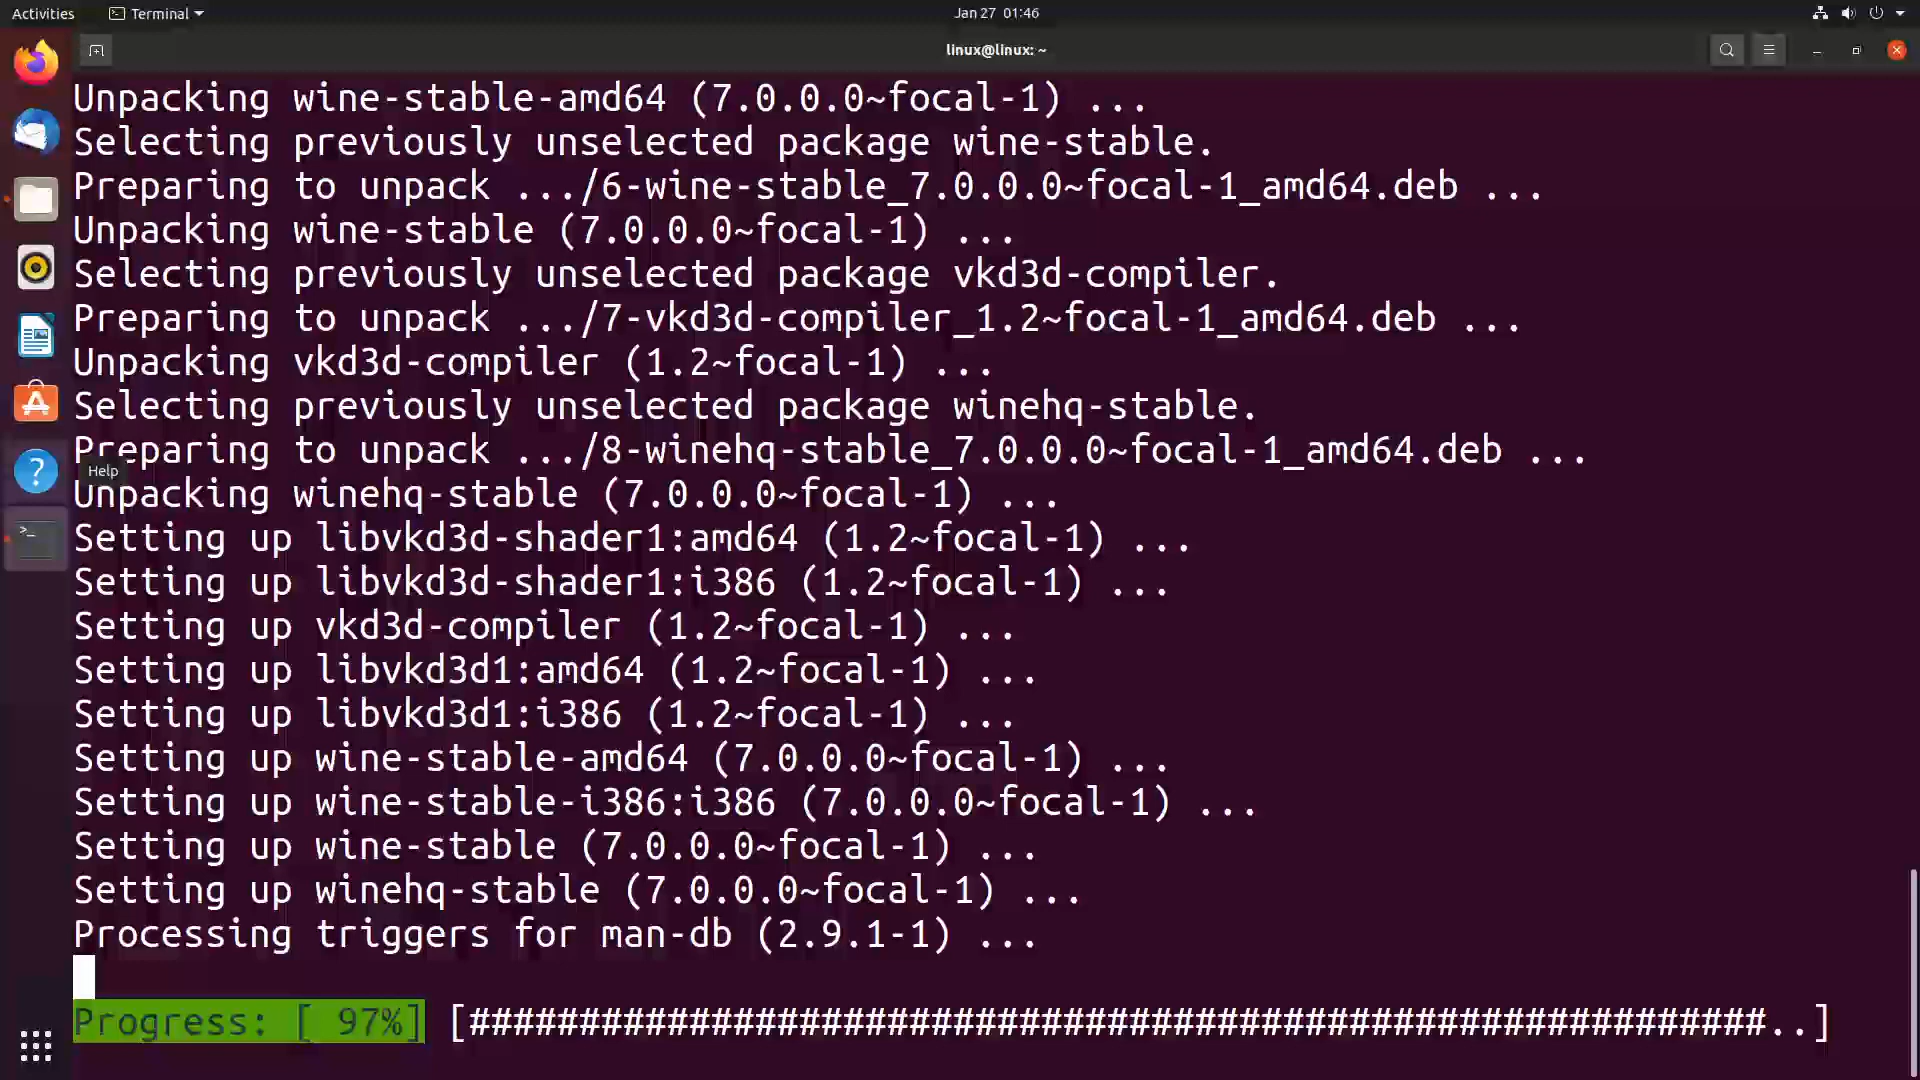 Activities
Terminal
Jan 27 01:46
linux@linux: ~
Unpacking wine-stable-amd64 (7.0.0.0~focal-1) ...
Selecting previously unselected package wine-stable.
Preparing to unpack .../6-wine-stable_7.0.0.0~focal-1_amd64.deb ...
Unpacking wine-stable (7.0.0.0~focal-1) ...
Selecting previously unselected package vkd3d-compiler.
Preparing to unpack .../7-vkd3d-compiler_1.2~focal-1_amd64.deb ...
Unpacking vkd3d-compiler (1.2~focal-1) ...
Selecting previously unselected package winehq-stable.
Preparing to unpack .../8-winehq-stable_7.0.0.0~focal-1_amd64.deb ...
Help
Unpacking winehq-stable (7.0.0.0~focal-1) ...
Setting up libvkd3d-shader1:amd64 (1.2~focal-1) ...
Setting up libvkd3d-shader1:i386 (1.2~focal-1) ...
Setting up vkd3d-compiler (1.2~focal-1) ...
Setting up libvkd3d1:amd64 (1.2~focal-1) ...
Setting up libvkd3d1:i386 (1.2~focal-1) ...
Setting up wine-stable-amd64 (7.0.0.0~focal-1) ...
Setting up wine-stable-i386:i386 (7.0.0.0~focal-1) ...
Setting up wine-stable (7.0.0.0~focal-1) ...
Setting up winehq-stable (7.0.0.0~focal-1) ...
Processing triggers for man-db (2.9.1-1) ...
Progress: [ 97%] [###########################################################..]